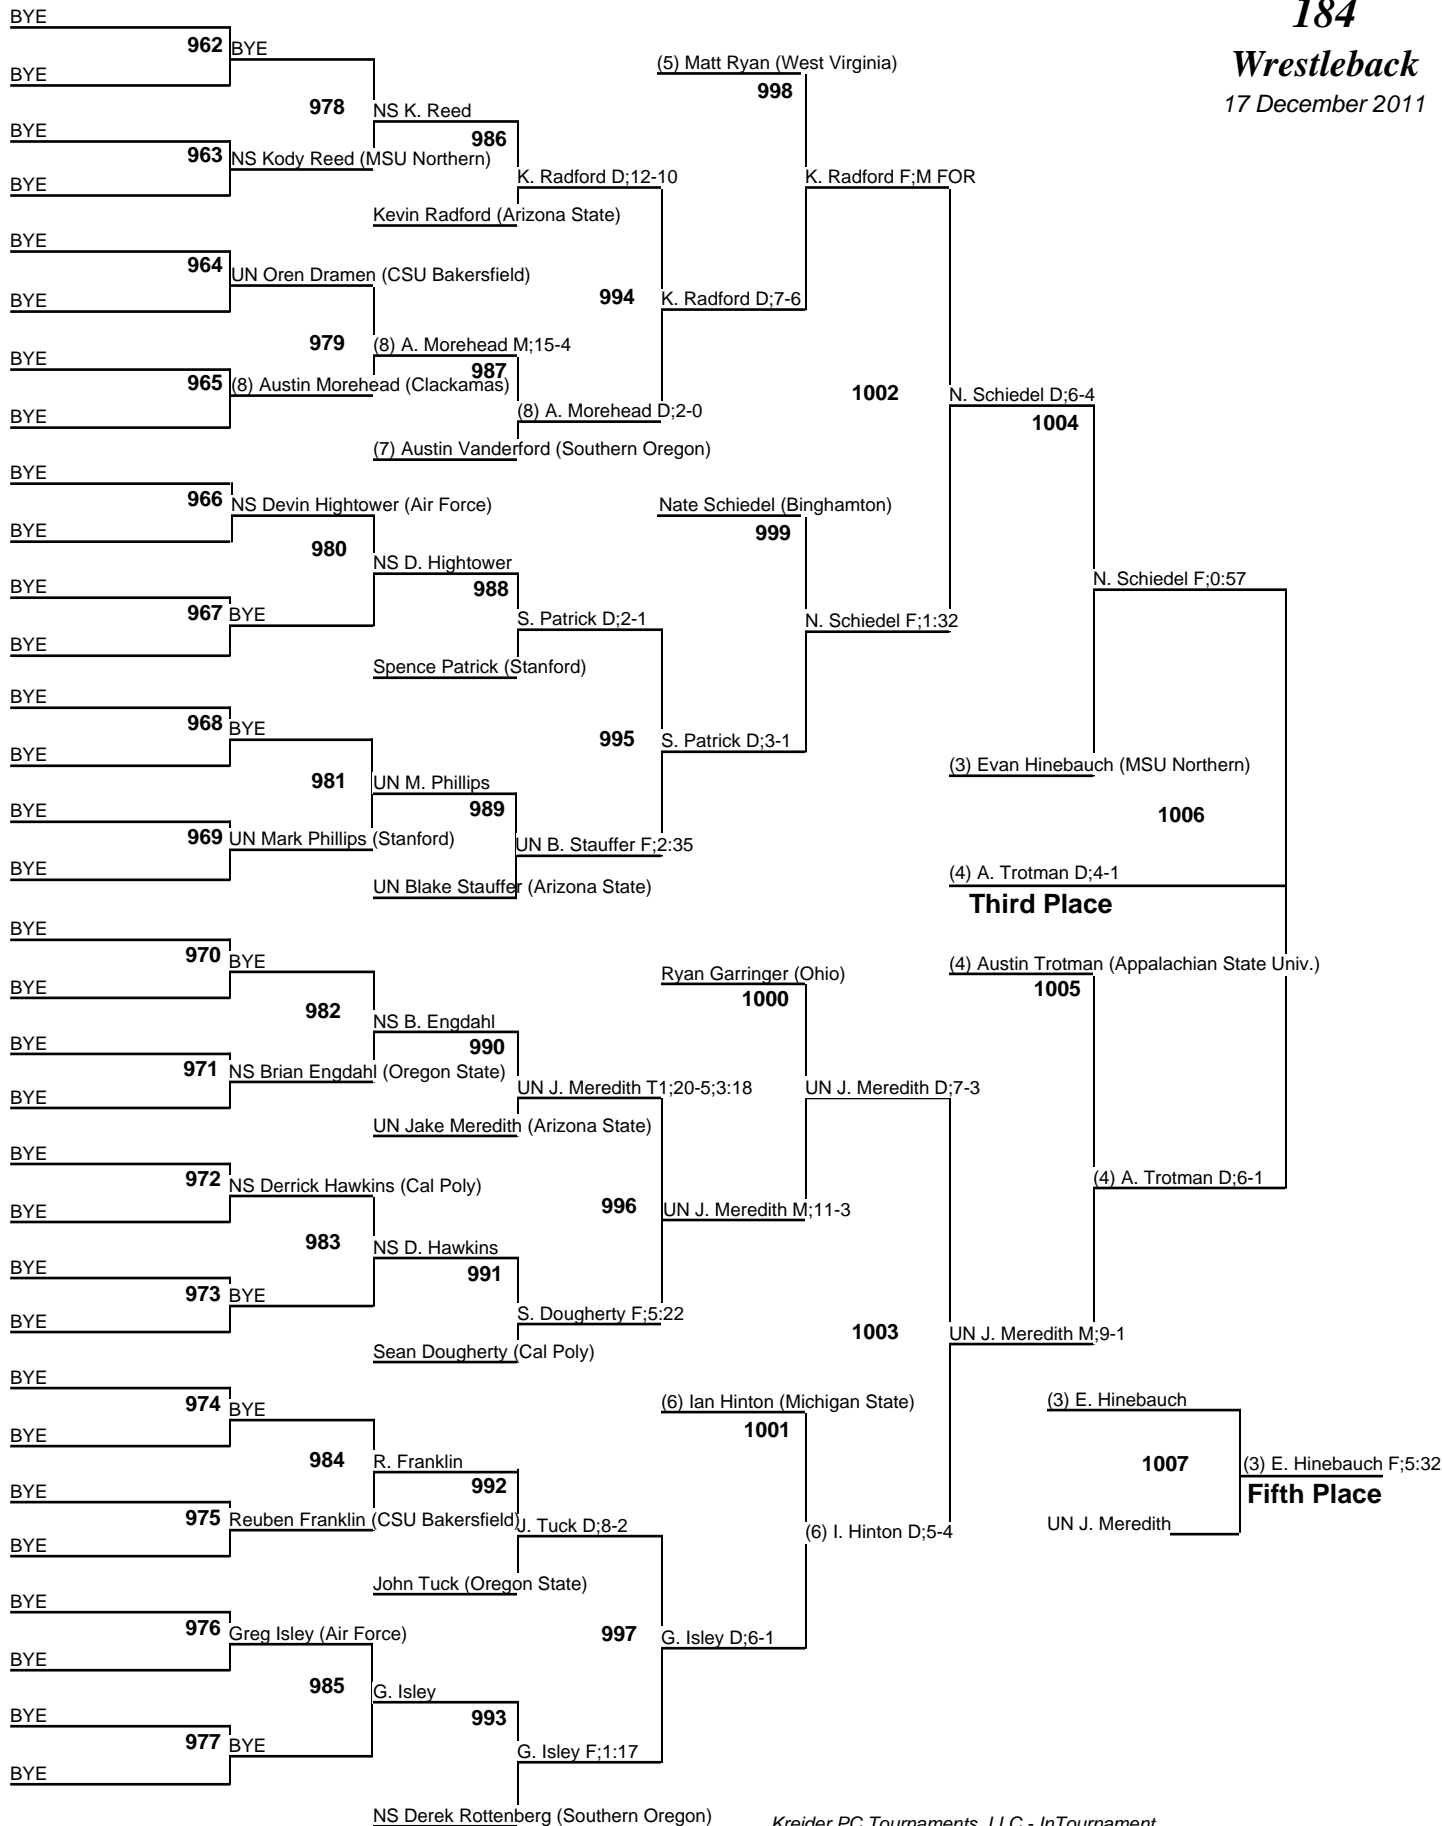 184
Wrestleback
17 December 2011
BYE
962 BYE
BYE
978 NS K. Reed
986
BYE
963 NS Kody Reed (MSU Northern)
BYE
K. Radford D;12-10
Kevin Radford (Arizona State)
(5) Matt Ryan (West Virginia)
998
K. Radford F;M FOR
BYE
964 UN Oren Dramen (CSU Bakersfield)
BYE
994 K. Radford D;7-6
979 (8) A. Morehead M;15-4
987
BYE
965 (8) Austin Morehead (Clackamas)
BYE
(8) A. Morehead D;2-0
(7) Austin Vanderford (Southern Oregon)
1002 N. Schiedel D;6-4
1004
BYE
966 NS Devin Hightower (Air Force)
BYE
Nate Schiedel (Binghamton)
999
980 NS D. Hightower
988
BYE
967 BYE
BYE
S. Patrick D;2-1
Spence Patrick (Stanford)
N. Schiedel F;1:32
N. Schiedel F;0:57
BYE
968 BYE
BYE
995 S. Patrick D;3-1
981 UN M. Phillips
989
BYE
969 UN Mark Phillips (Stanford)
BYE
UN B. Stauffer F;2:35
UN Blake Stauffer (Arizona State)
(3) Evan Hinebauch (MSU Northern)
1006
(4) A. Trotman D;4-1
Third Place
BYE
970 BYE
BYE
Ryan Garringer (Ohio)
1000
(4) Austin Trotman (Appalachian State Univ.)
1005
982 NS B. Engdahl
990
BYE
971 NS Brian Engdahl (Oregon State)
BYE
UN J. Meredith T1;20-5;3:18
UN J. Meredith D;7-3
UN Jake Meredith (Arizona State)
BYE
972 NS Derrick Hawkins (Cal Poly)
BYE
996 UN J. Meredith M;11-3
(4) A. Trotman D;6-1
983 NS D. Hawkins
991
BYE
973 BYE
BYE
S. Dougherty F;5:22
Sean Dougherty (Cal Poly)
1003 UN J. Meredith M;9-1
BYE
974 BYE
BYE
(6) Ian Hinton (Michigan State)
1001
(3) E. Hinebauch
984 R. Franklin
992
1007 (3) E. Hinebauch F;5:32
Fifth Place
BYE
975 Reuben Franklin (CSU Bakersfield)
BYE
J. Tuck D;8-2
(6) I. Hinton D;5-4
UN J. Meredith
John Tuck (Oregon State)
BYE
976 Greg Isley (Air Force)
BYE
997 G. Isley D;6-1
985 G. Isley
993
BYE
977 BYE
BYE
G. Isley F;1:17
NS Derek Rottenberg (Southern Oregon)
Kreider PC Tournaments, LLC - InTournament